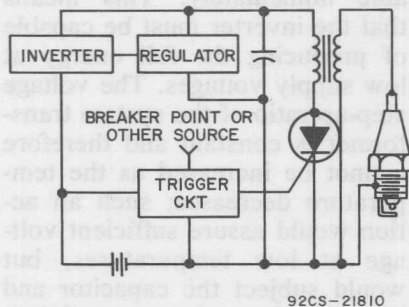 INVERTER
REGULATOR
BREAKER POINT OR
OTHER SOURCE
TRIGGER
CKT
92CS-21810